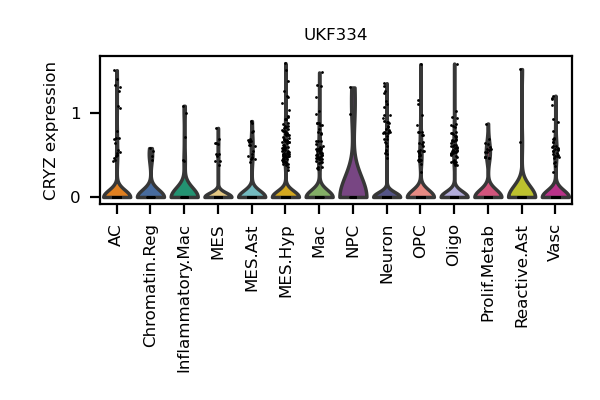 UKF334
CRYZ expression
1
0
AC
Chromatin.Reg
Inflammatory.Mac
MES
MES.Ast
MES.Hyp
Mac
NPC
Neuron
OPC
Oligo
Prolif.Metab
Reactive.Ast
Vasc